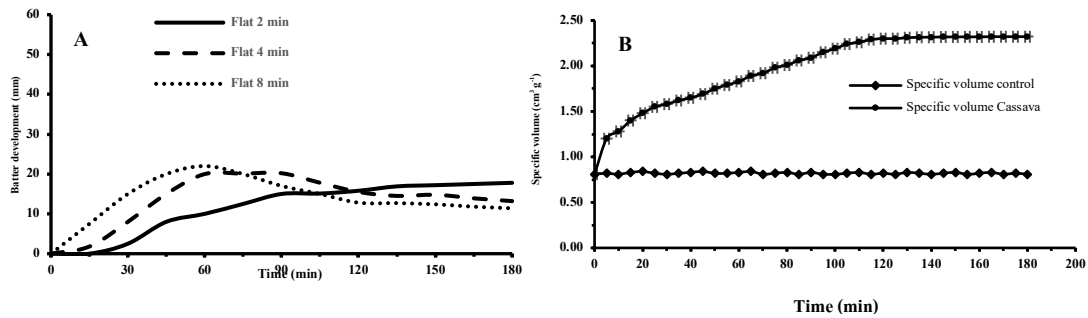 A
Flat 2 min
Flat 4 min
Flat 8 min
Batter development (mm)
60
50
40
30
20
10
0
0 30 60 90 120 150 180
Time (min)
B
Specific volume control
Specific volume Cassava
Specific volume (cm³ g⁻¹)
2.50
2.00
1.50
1.00
0.50
0.00
0 20 40 60 80 100 120 140 160 180 200
Time (min)